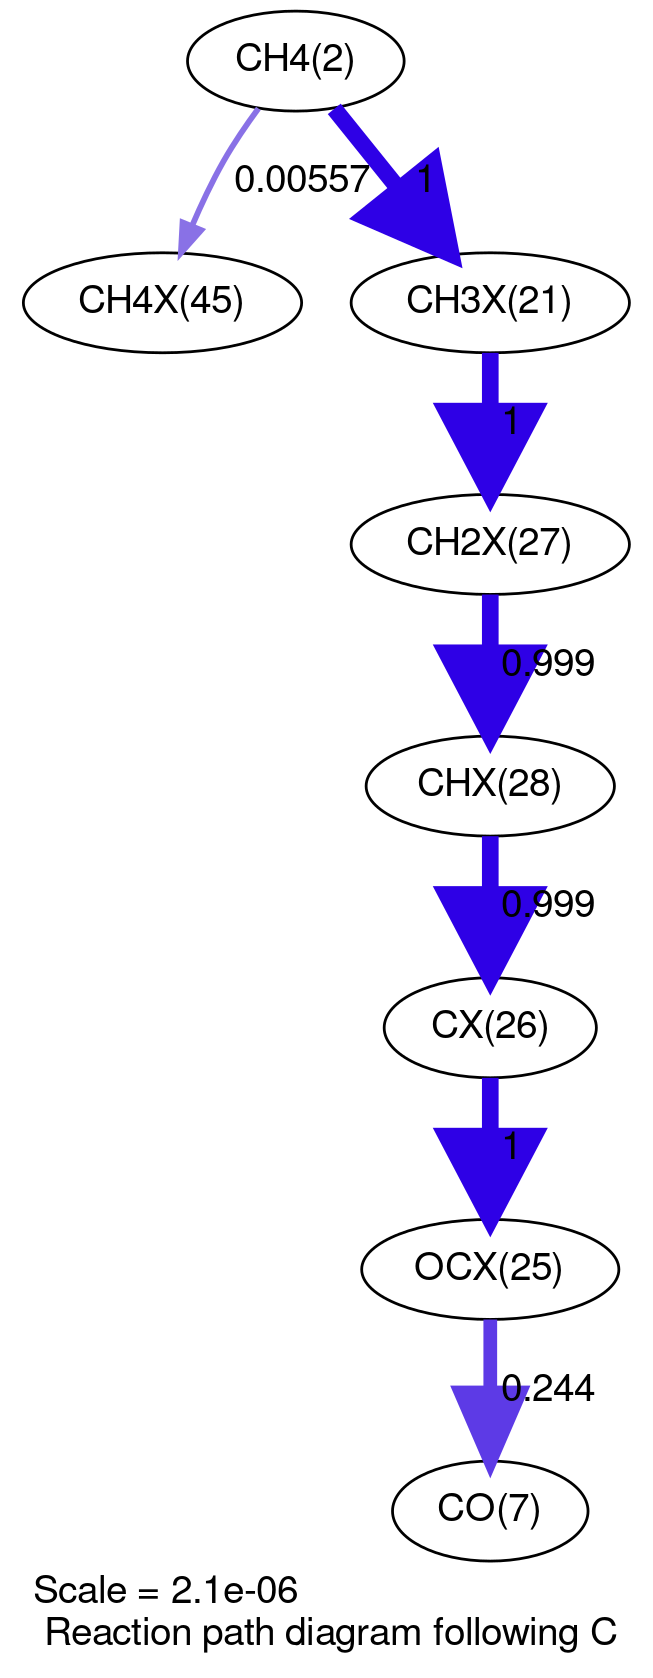 CH4(2)
0.00557
1
CH4X(45)
CH3X(21)
1
CH2X(27)
0.999
CHX(28)
0.999
CX(26)
1
OCX(25)
0.244
CO(7)
Scale = 2.1e-06
Reaction path diagram following C